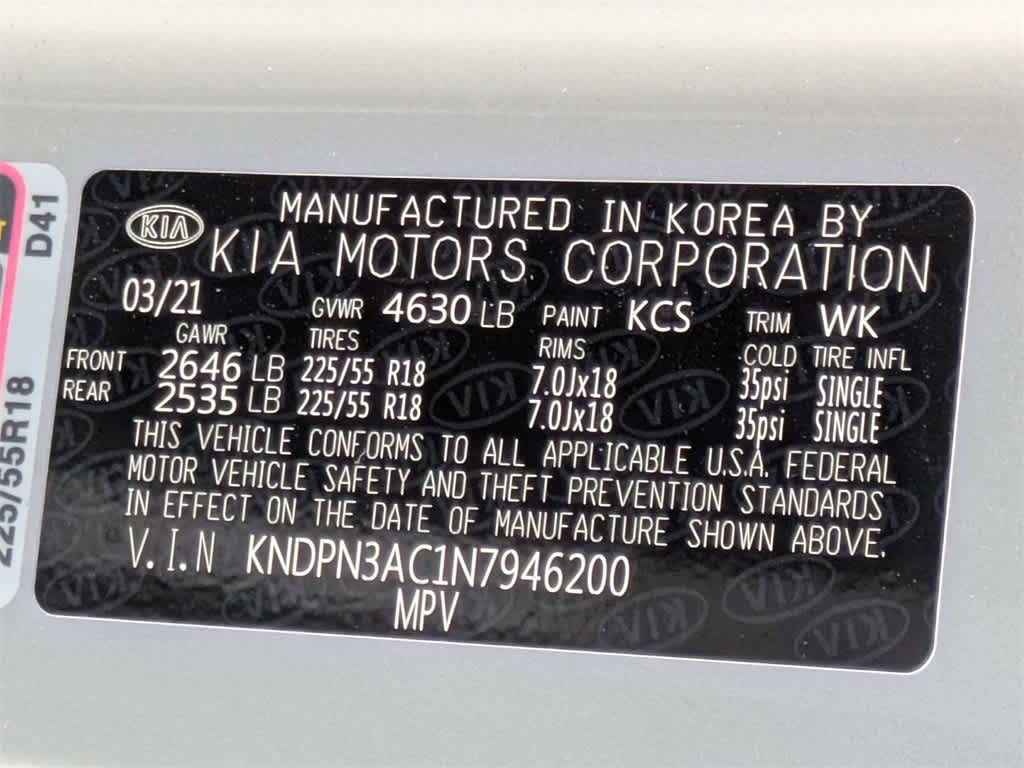 KIA
MANUFACTURED IN KOREA BY
KIA MOTORS CORPORATION
03/21 GVWR 4630 LB PAINT KCS TRIM WK
GAWR TIRES RIMS COLD TIRE INFL
FRONT 2646 LB 225/55 R18 7.0Jx18 35psi SINGLE
REAR 2535 LB 225/55 R18 7.0Jx18 35psi SINGLE
THIS VEHICLE CONFORMS TO ALL APPLICABLE U.S.A. FEDERAL
MOTOR VEHICLE SAFETY AND THEFT PREVENTION STANDARDS
IN EFFECT ON THE DATE OF MANUFACTURE SHOWN ABOVE.
V.I.N KNDPN3AC1N7946200
MPV
D41
225/55R18